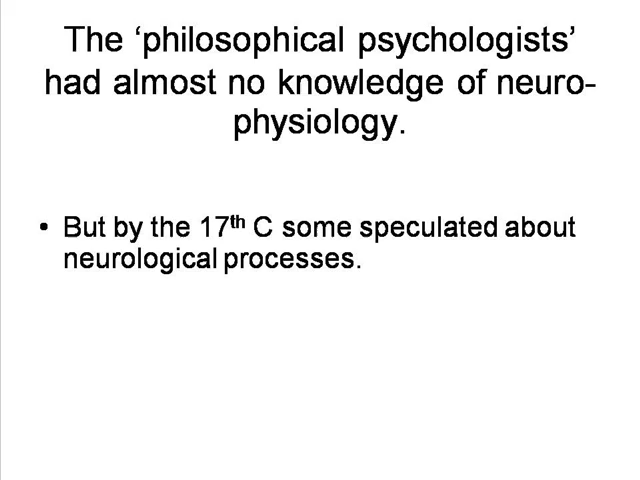 The ‘philosophical psychologists’
had almost no knowledge of neuro-
physiology.
• But by the 17th C some speculated about
neurological processes.